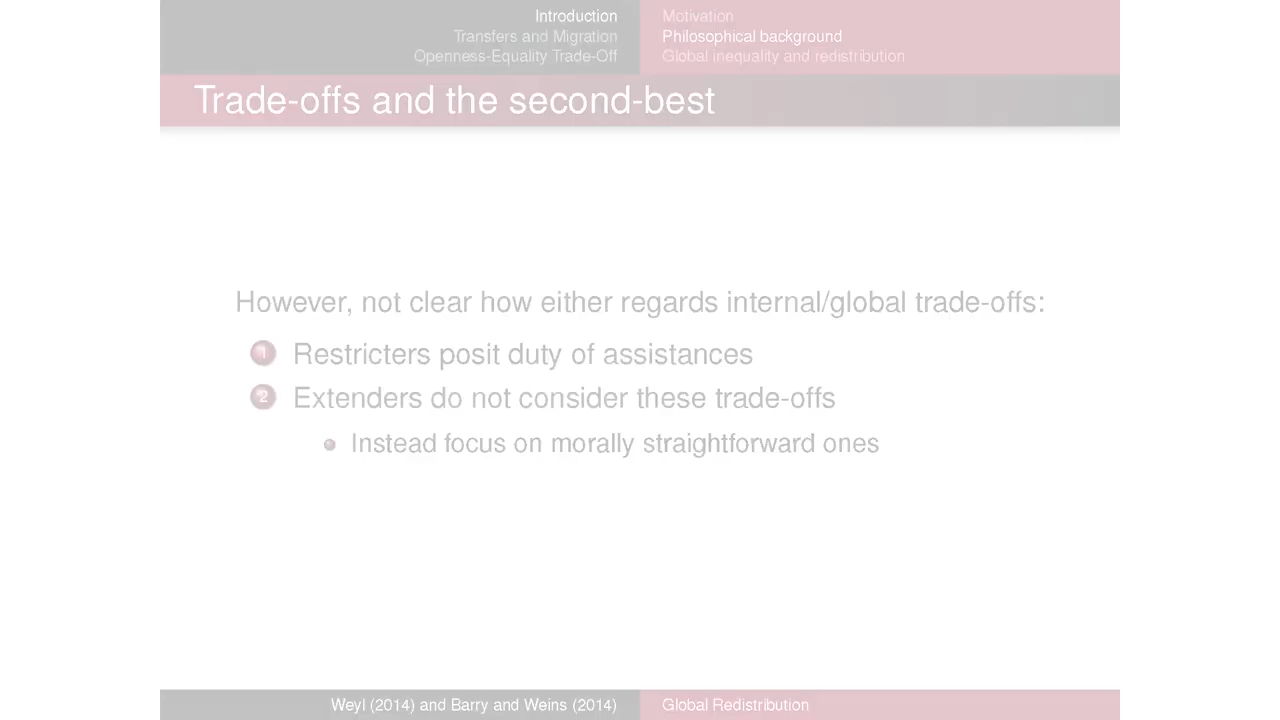 Introduction
Transfers and Migration
Openness-Equality Trade-Off
Motivation
Philosophical background
Global inequality and redistribution
Trade-offs and the second-best
However, not clear how either regards internal/global trade-offs:
1 Restricters posit duty of assistances
2 Extenders do not consider these trade-offs
Instead focus on morally straightforward ones
Weyl (2014) and Barry and Weins (2014)
Global Redistribution